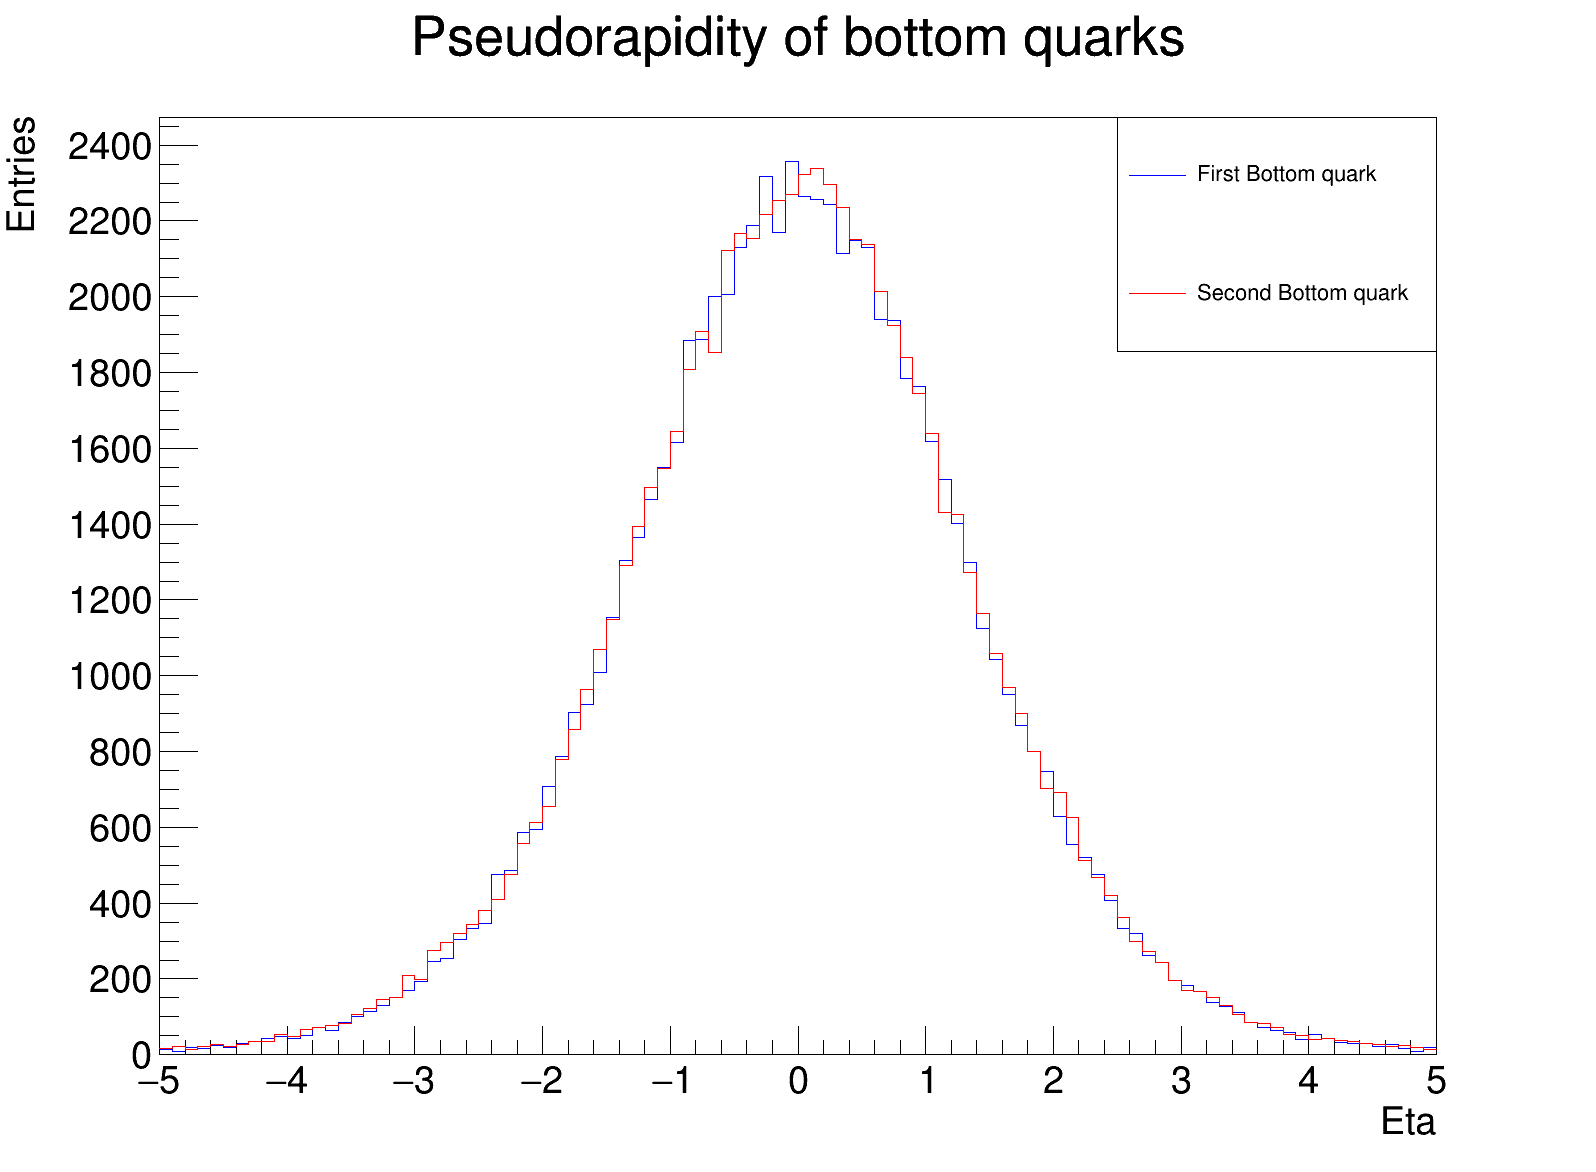 Pseudorapidity of bottom quarks
Entries
2400
2200
2000
1800
1600
1400
1200
1000
800
600
400
200
0
First Bottom quark
Second Bottom quark
−5 −4 −3 −2 −1 0 1 2 3 4 5
Eta